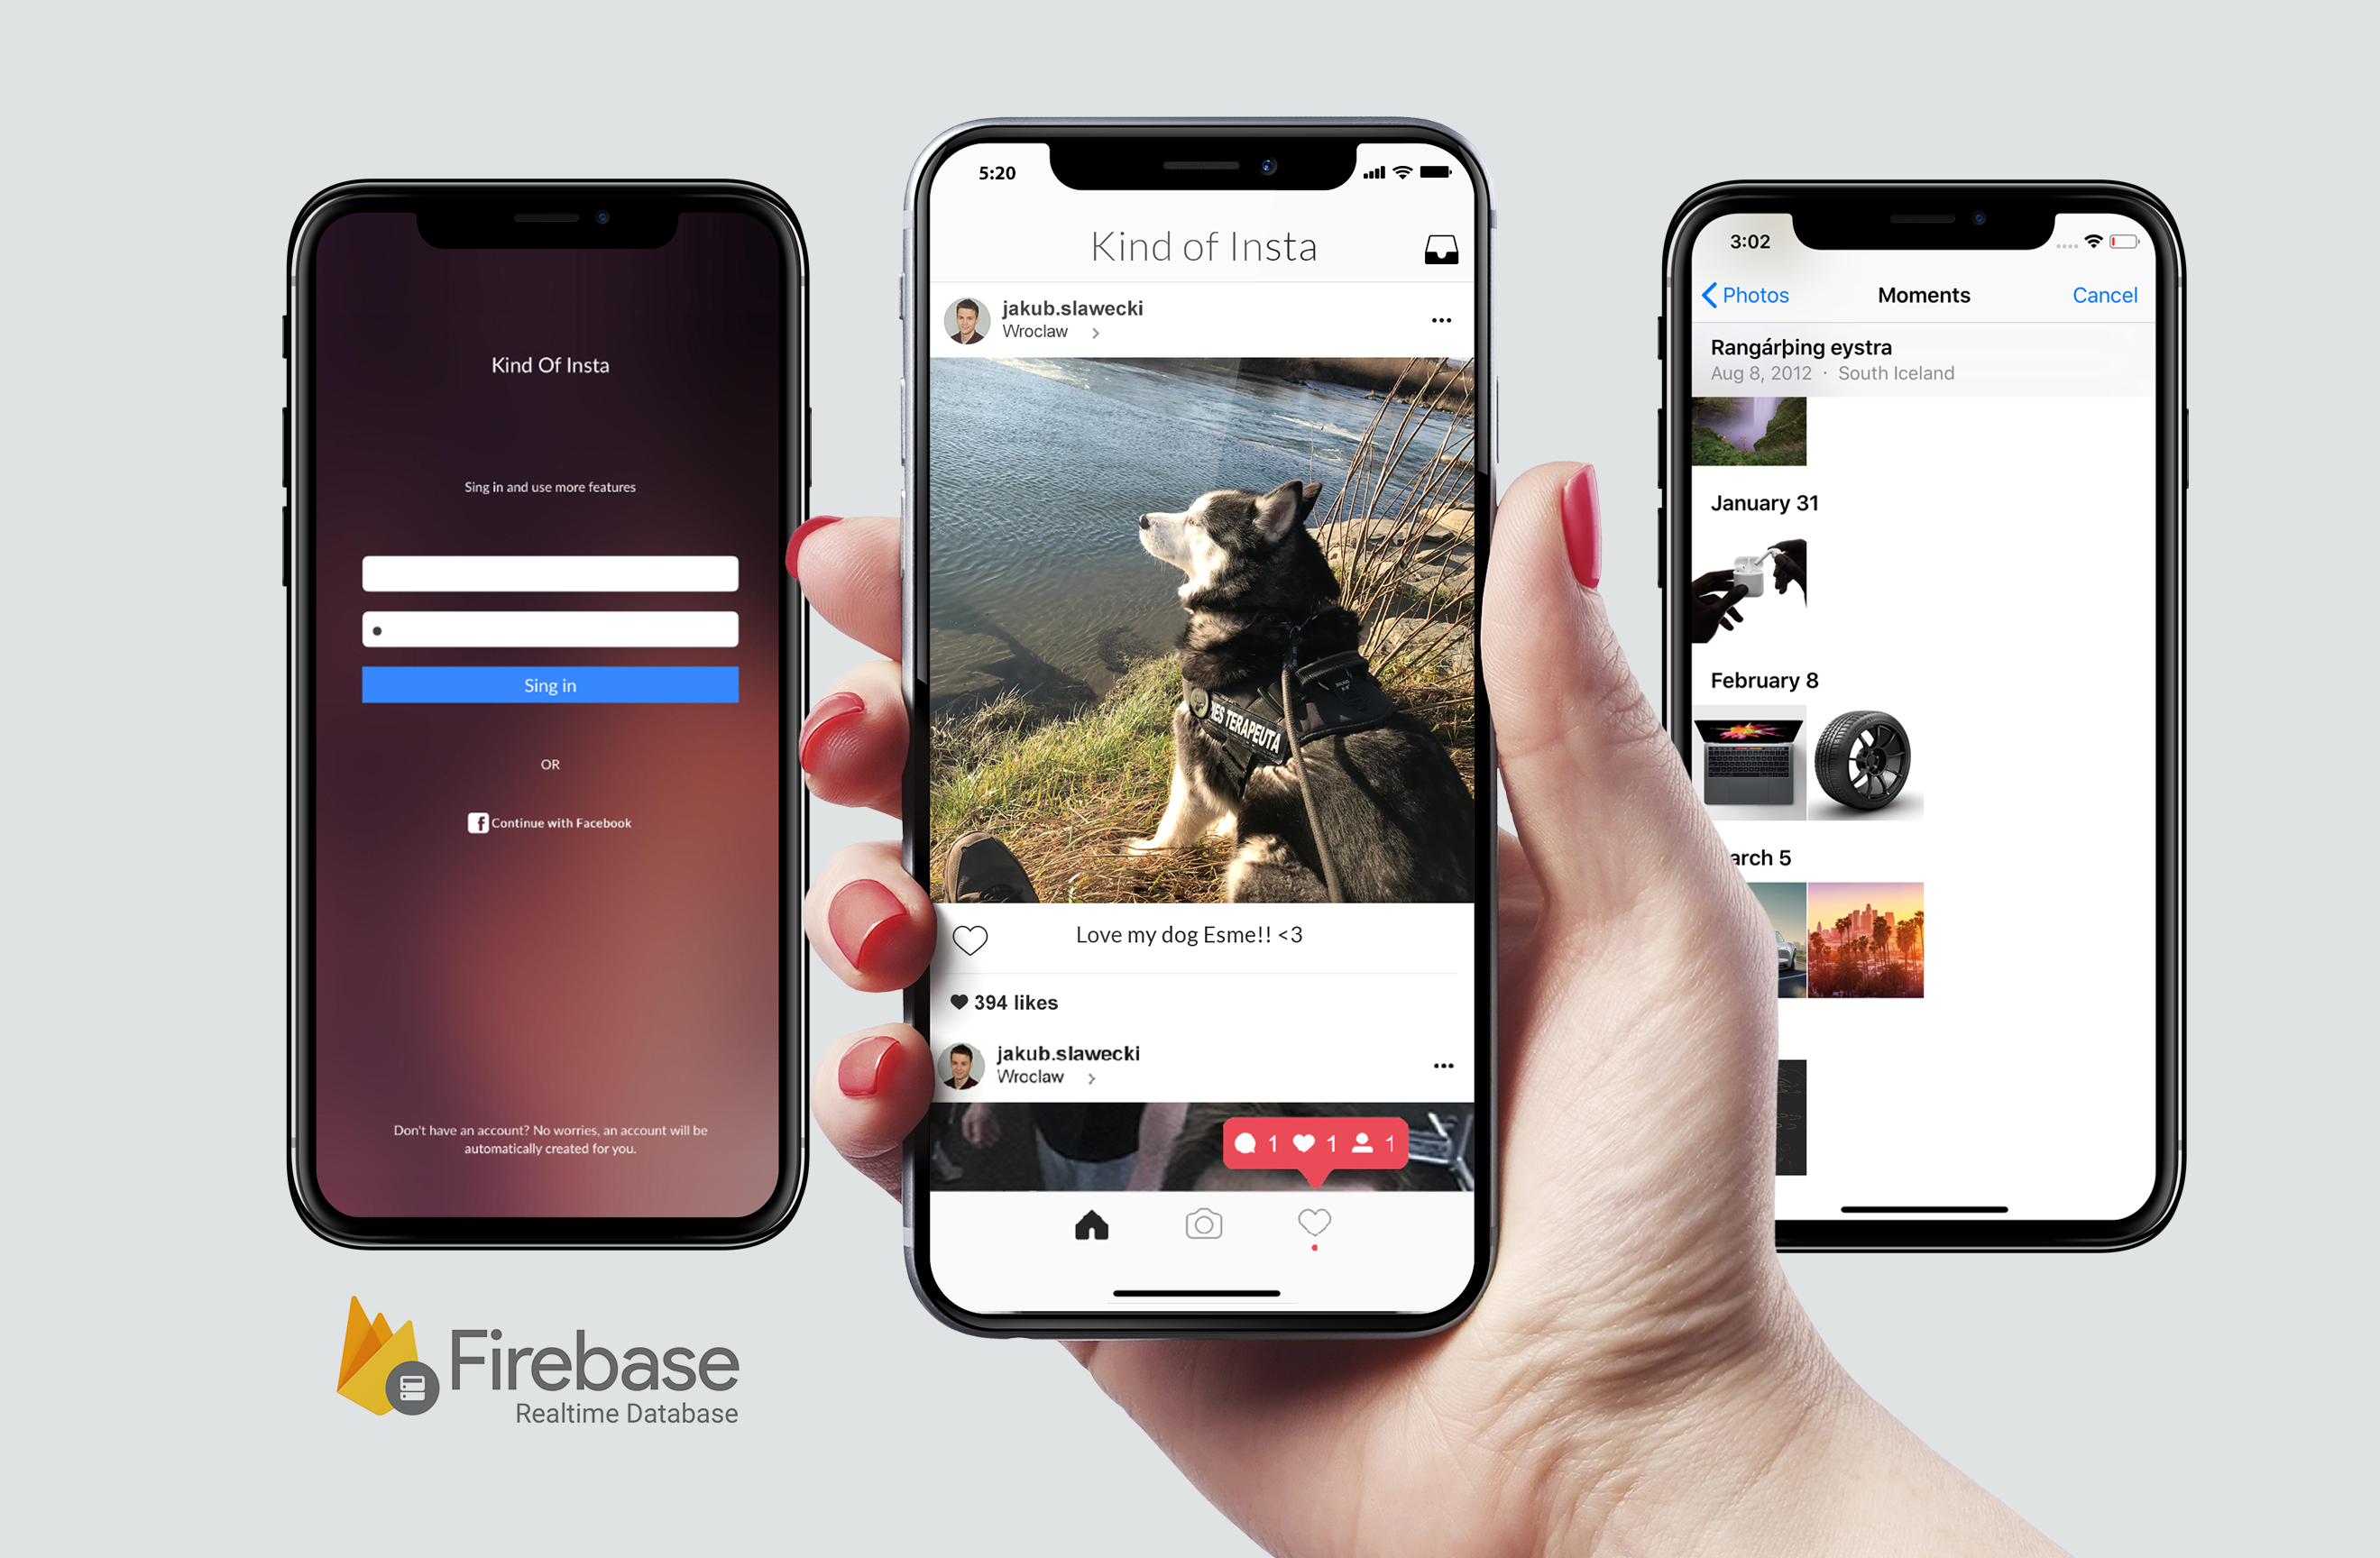 Kind Of Insta
Sing in and use more features
Sing in
OR
f Continue with Facebook
Don't have an account? No worries, an account will be
automatically created for you.
Firebase
Realtime Database
5:20
Kind of Insta
jakub.slawecki
Wroclaw
IES TERAPEUTA
Love my dog Esme!! <3
394 likes
jakub.slawecki
Wroclaw
1 1 1
3:02
Photos Moments Cancel
Rangárþing eystra
Aug 8, 2012 · South Iceland
January 31
February 8
arch 5